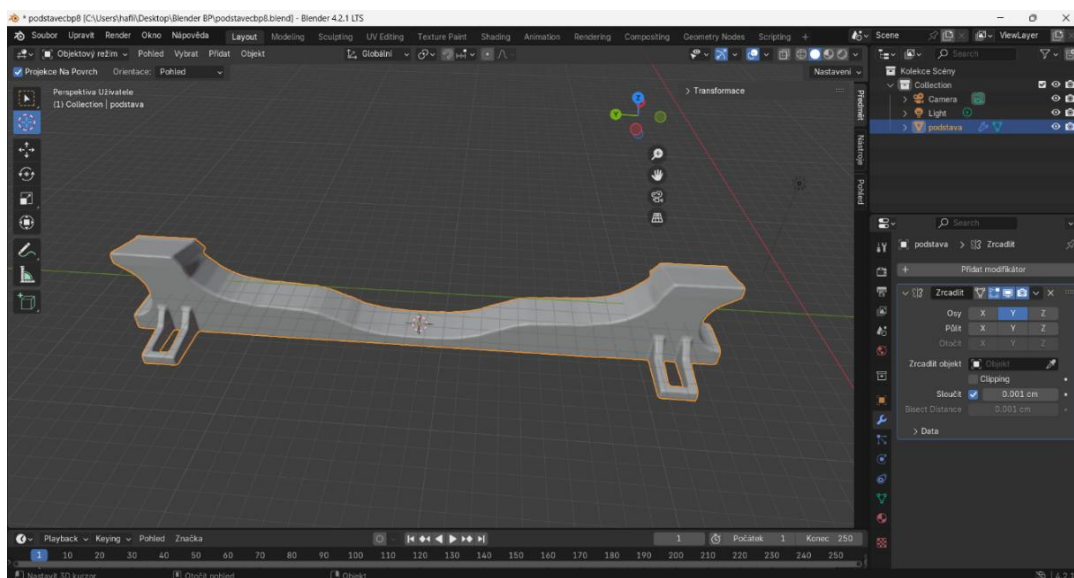 * podstavecbp8 [C:\Users\hafli\Desktop\Blender BP\podstavecbp8.blend] - Blender 4.2.1 LTS
Soubor Upravit Render Okno Nápověda Layout Modeling Sculpting UV Editing Texture Paint Shading Animation Rendering Compositing Geometry Nodes Scripting + Scene ViewLayer
Objektový režim Pohled Vybrat Přidat Objekt Globální Search
Projekce Na Povrch Orientace: Pohled Nastavení Kolekce Scény
Perspektiva Uživatele > Transformace Collection
(1) Collection | podstava Camera
Z Light
Y podstava
Předmět
Nástroje
Pohled
Search
podstava > Zrcadlit
+ Přidat modifikátor
Zrcadlit
Osy X Y Z
Půlit X Y Z
Otočit X Y Z
Zrcadlit objekt Objekt
Clipping
Sloučit 0.001 cm
Bisect Distance 0.001 cm
> Data
Playback Keying Pohled Značka 1 Počátek 1 Konec 250
1 10 20 30 40 50 60 70 80 90 100 110 120 130 140 150 160 170 180 190 200 210 220 230 240 250
Nastavit 3D kurzor Otočit pohled Objekt 4.2.1